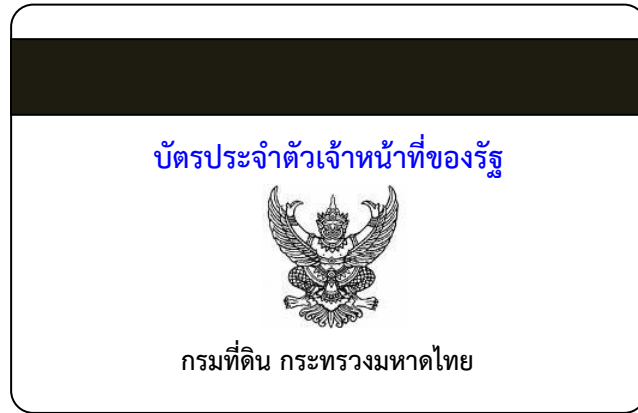 บัตรประจำตัวเจ้าหน้าที่ของรัฐ
กรมที่ดิน กระทรวงมหาดไทย